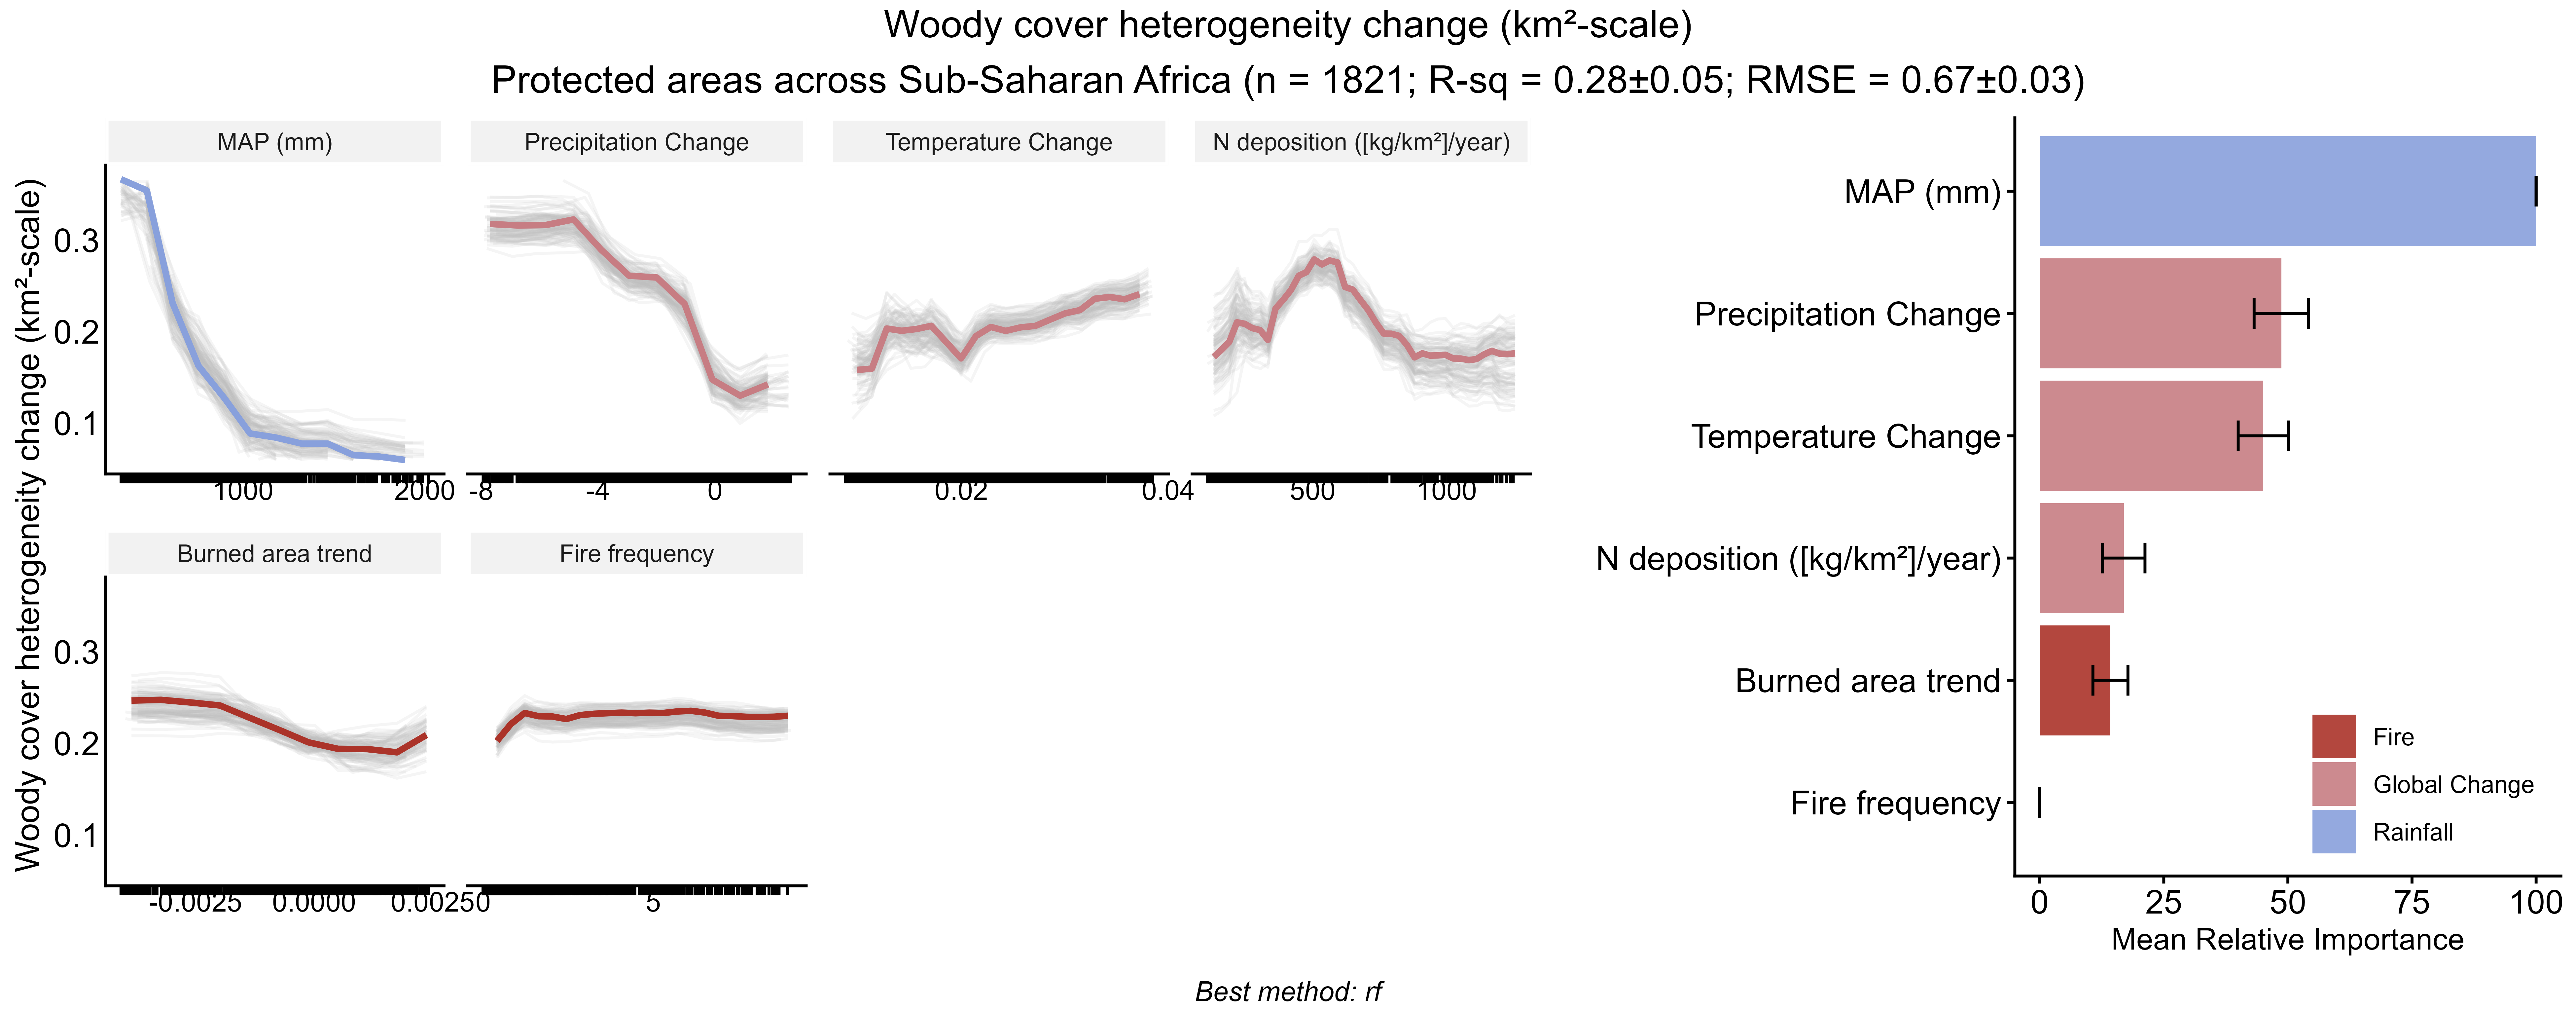 Woody cover heterogeneity change (km²-scale)
Protected areas across Sub-Saharan Africa (n = 1821; R-sq = 0.28±0.05; RMSE = 0.67±0.03)
Woody cover heterogeneity change (km²-scale)
MAP (mm)
Precipitation Change
Temperature Change
N deposition ([kg/km²]/year)
0.3
0.2
0.1
1000 2000
-8 -4 0
0.02 0.04
500 1000
Burned area trend
Fire frequency
0.3
0.2
0.1
-0.0025 0.0000 0.0025
0 5
MAP (mm)
Precipitation Change
Temperature Change
N deposition ([kg/km²]/year)
Burned area trend
Fire frequency
Fire
Global Change
Rainfall
0 25 50 75 100
Mean Relative Importance
Best method: rf